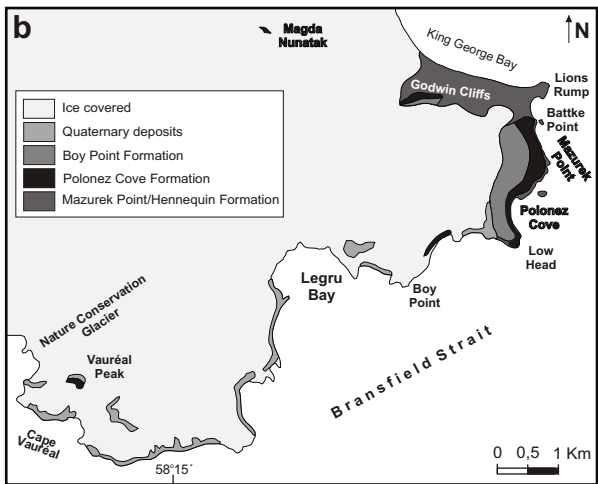 b
Magda
Nunatak
King George Bay
N
Godwin Cliffs
Lions
Rump
Battke
Point
Mazurek
Point
Ice covered
Quaternary deposits
Boy Point Formation
Polonez Cove Formation
Mazurek Point/Hennequin Formation
Polonez
Cove
Low
Head
Legru
Bay
Boy
Point
Nature Conservation
Glacier
Vauréal
Peak
Bransfield Strait
Cape
Vauréal
58°15´
0 0,5 1 Km